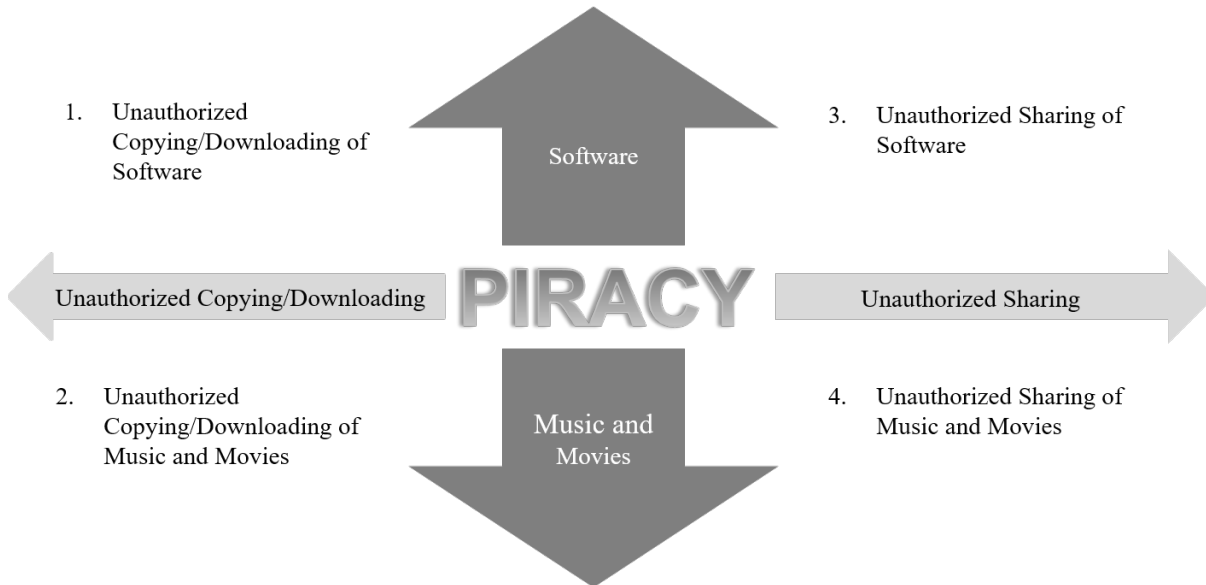 1. Unauthorized
Copying/Downloading of
Software
Software
3. Unauthorized Sharing of
Software
Unauthorized Copying/Downloading
PIRACY
Unauthorized Sharing
2. Unauthorized
Copying/Downloading of
Music and Movies
Music and
Movies
4. Unauthorized Sharing of
Music and Movies